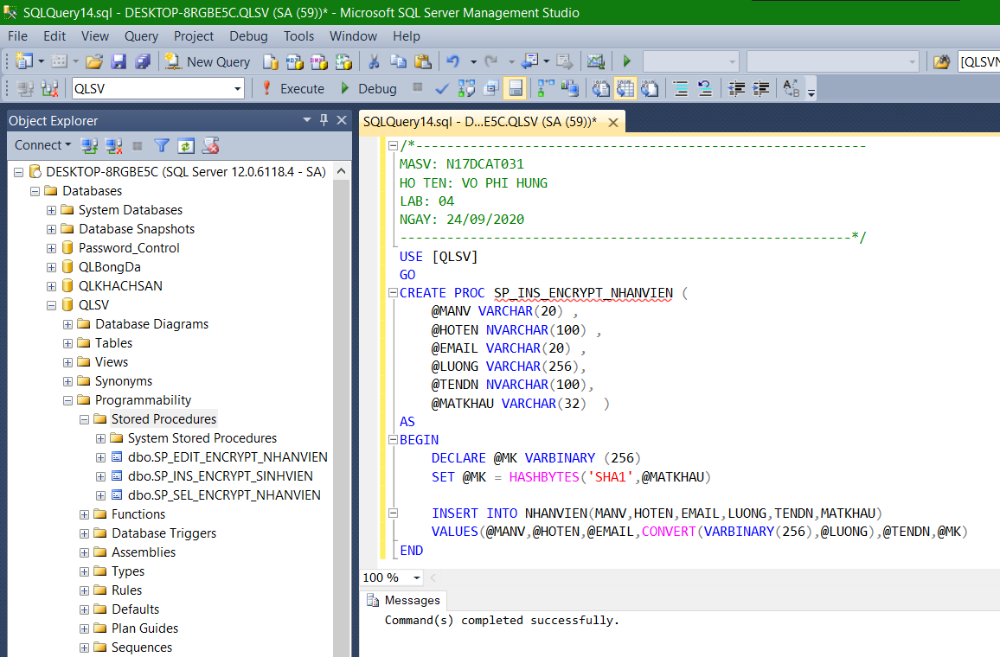 SQLQuery14.sql - DESKTOP-8RGBE5C.QLSV (SA (59))* - Microsoft SQL Server Management Studio
File Edit View Query Project Debug Tools Window Help
New Query [QLSVN
QLSV Execute Debug
Object Explorer
Connect
DESKTOP-8RGBE5C (SQL Server 12.0.6118.4 - SA)
Databases
System Databases
Database Snapshots
Password_Control
QLBongDa
QLKHACHSAN
QLSV
Database Diagrams
Tables
Views
Synonyms
Programmability
Stored Procedures
System Stored Procedures
dbo.SP_EDIT_ENCRYPT_NHANVIEN
dbo.SP_INS_ENCRYPT_SINHVIEN
dbo.SP_SEL_ENCRYPT_NHANVIEN
Functions
Database Triggers
Assemblies
Types
Rules
Defaults
Plan Guides
Sequences
SQLQuery14.sql - D...E5C.QLSV (SA (59))*
/*----------------------------------------------------------
MASV: N17DCAT031
HO TEN: VO PHI HUNG
LAB: 04
NGAY: 24/09/2020
----------------------------------------------------------*/
USE [QLSV]
GO
CREATE PROC SP_INS_ENCRYPT_NHANVIEN (
@MANV VARCHAR(20) ,
@HOTEN NVARCHAR(100) ,
@EMAIL VARCHAR(20) ,
@LUONG VARCHAR(256),
@TENDN NVARCHAR(100),
@MATKHAU VARCHAR(32)  )
AS
BEGIN
DECLARE @MK VARBINARY (256)
SET @MK = HASHBYTES('SHA1',@MATKHAU)
INSERT INTO NHANVIEN(MANV,HOTEN,EMAIL,LUONG,TENDN,MATKHAU)
VALUES(@MANV,@HOTEN,@EMAIL,CONVERT(VARBINARY(256),@LUONG),@TENDN,@MK)
END
100 %
Messages
Command(s) completed successfully.